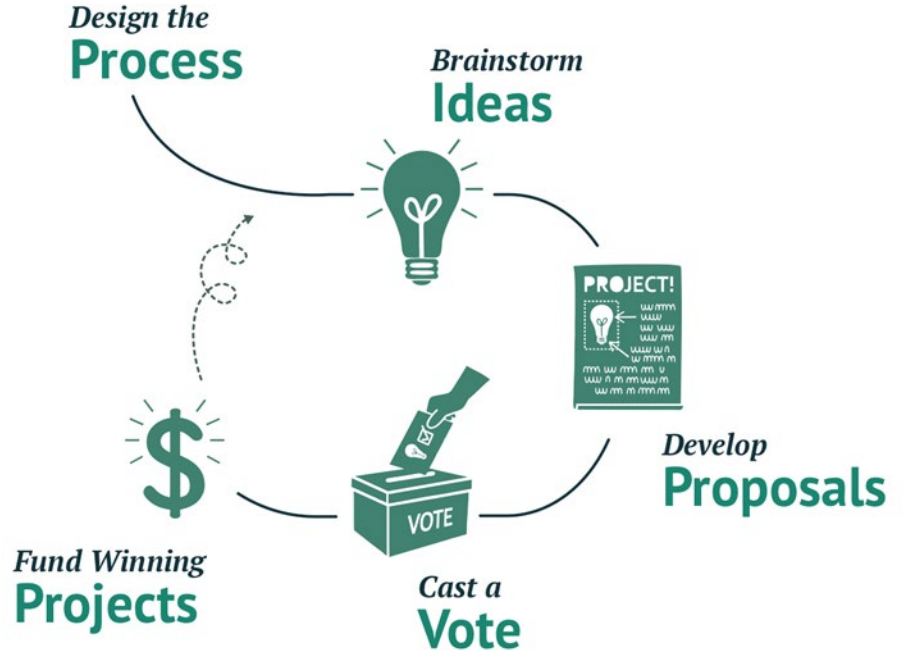 Design the
Process
Brainstorm
Ideas
PROJECT!
Develop
Proposals
VOTE
Cast a
Vote
Fund Winning
Projects